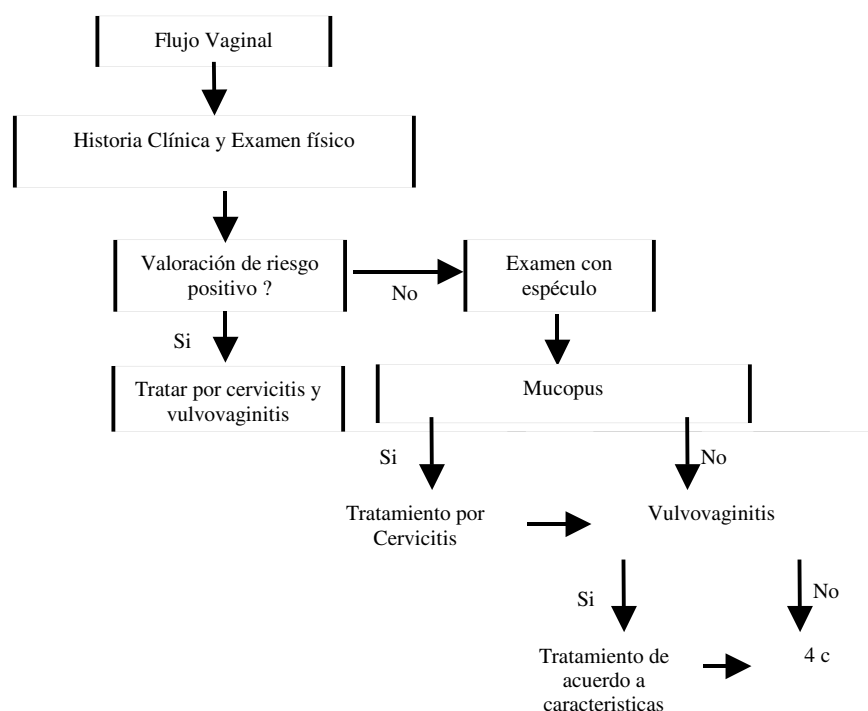 Flujo Vaginal
Historia Clínica y Examen físico
Valoración de riesgo
positivo ?
No
Examen con
espéculo
Si
Tratar por cervicitis y
vulvovaginitis
Mucopus
Si
No
Tratamiento por
Cervicitis
Vulvovaginitis
Si
No
Tratamiento de
acuerdo a
caracteristicas
4 c